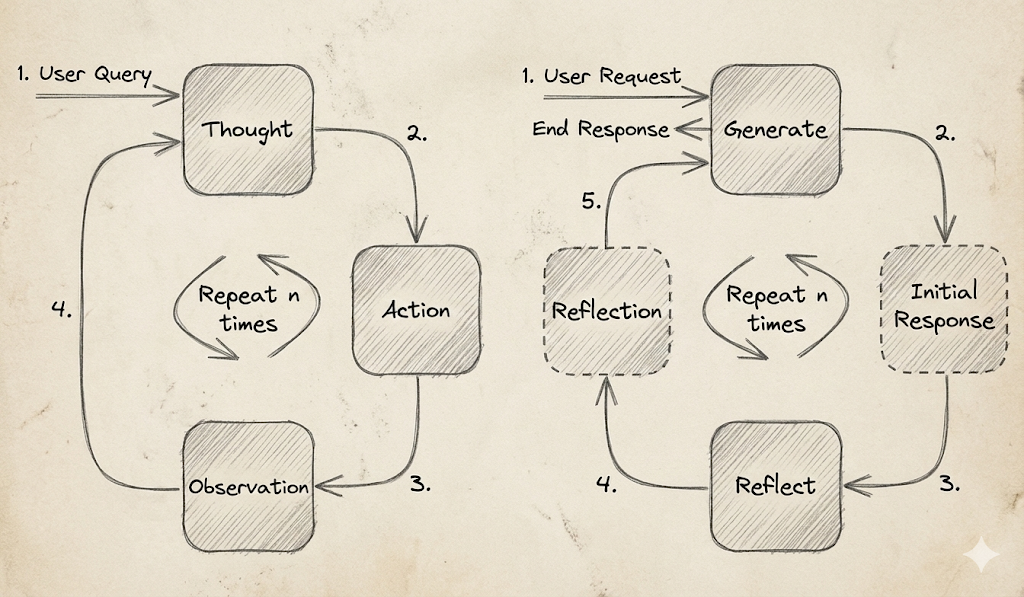 1. User Query
Thought
2.
Action
3.
Observation
4.
Repeat n
times
1. User Request
End Response
Generate
2.
Initial
Response
3.
Reflect
4.
Reflection
5.
Repeat n
times